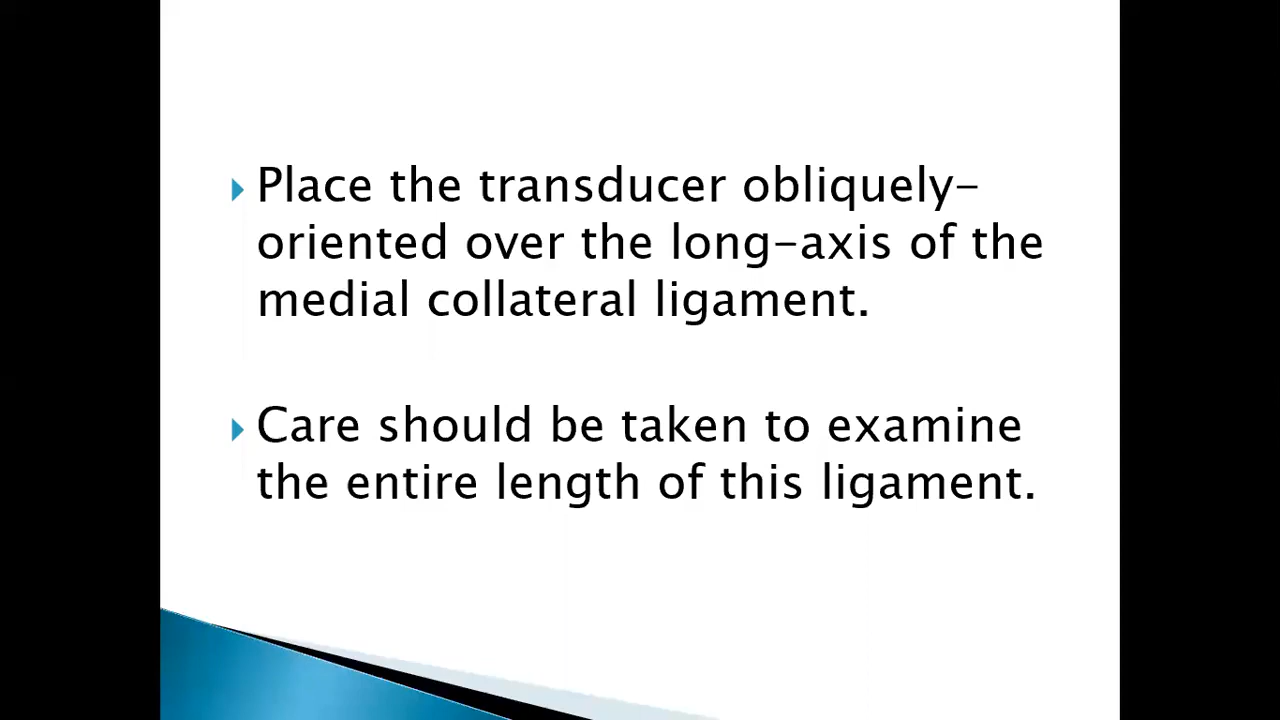 Place the transducer obliquely-
oriented over the long-axis of the
medial collateral ligament.
Care should be taken to examine
the entire length of this ligament.